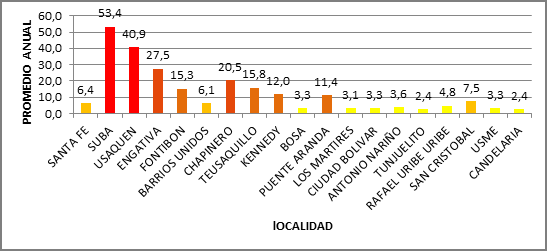 PROMEDIO ANUAL
60,0
50,0
40,0
30,0
20,0
10,0
0,0
6,4
53,4
40,9
27,5
15,3
6,1
20,5
15,8
12,0
3,3
11,4
3,1
3,3
3,6
2,4
4,8
7,5
3,3
2,4
SANTA FE
SUBA
USAQUEN
ENGATIVA
FONTIBON
BARRIOS UNIDOS
CHAPINERO
TEUSAQUILLO
KENNEDY
BOSA
PUENTE ARANDA
LOS MARTIRES
CIUDAD BOLIVAR
ANTONIO NARIÑO
TUNJUELITO
RAFAEL URIBE URIBE
SAN CRISTOBAL
USME
CANDELARIA
lOCALIDAD